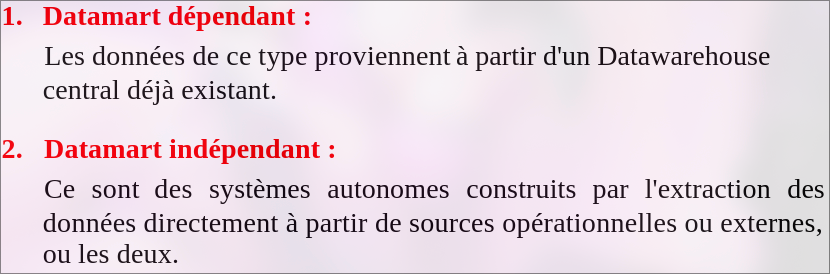 1. Datamart dépendant :
Les données de ce type proviennent à partir d'un Datawarehouse
central déjà existant.
2. Datamart indépendant :
Ce sont des systèmes autonomes construits par l'extraction des
données directement à partir de sources opérationnelles ou externes,
ou les deux.